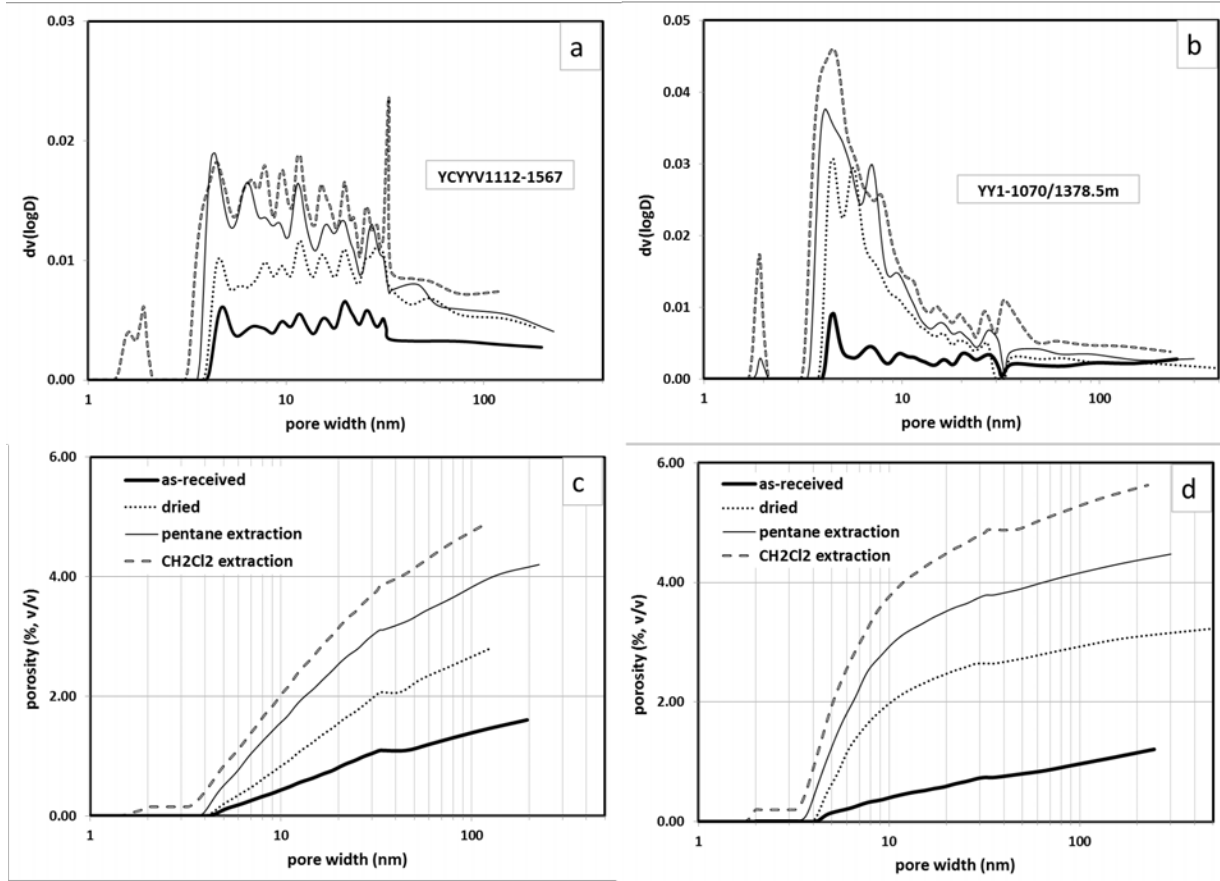 0.03
0.02
0.01
0.00
dv(logD)
a
YCYYV1112-1567
1 10 100
pore width (nm)
0.05
0.04
0.03
0.02
0.01
0.00
dv(logD)
b
YY1-1070/1378.5m
1 10 100
pore width (nm)
6.00
4.00
2.00
0.00
porosity (%, v/v)
c
as-received
dried
pentane extraction
CH2Cl2 extraction
1 10 100
pore width (nm)
6.00
4.00
2.00
0.00
porosity (%, v/v)
d
as-received
dried
pentane extraction
CH2Cl2 extraction
1 10 100
pore width (nm)